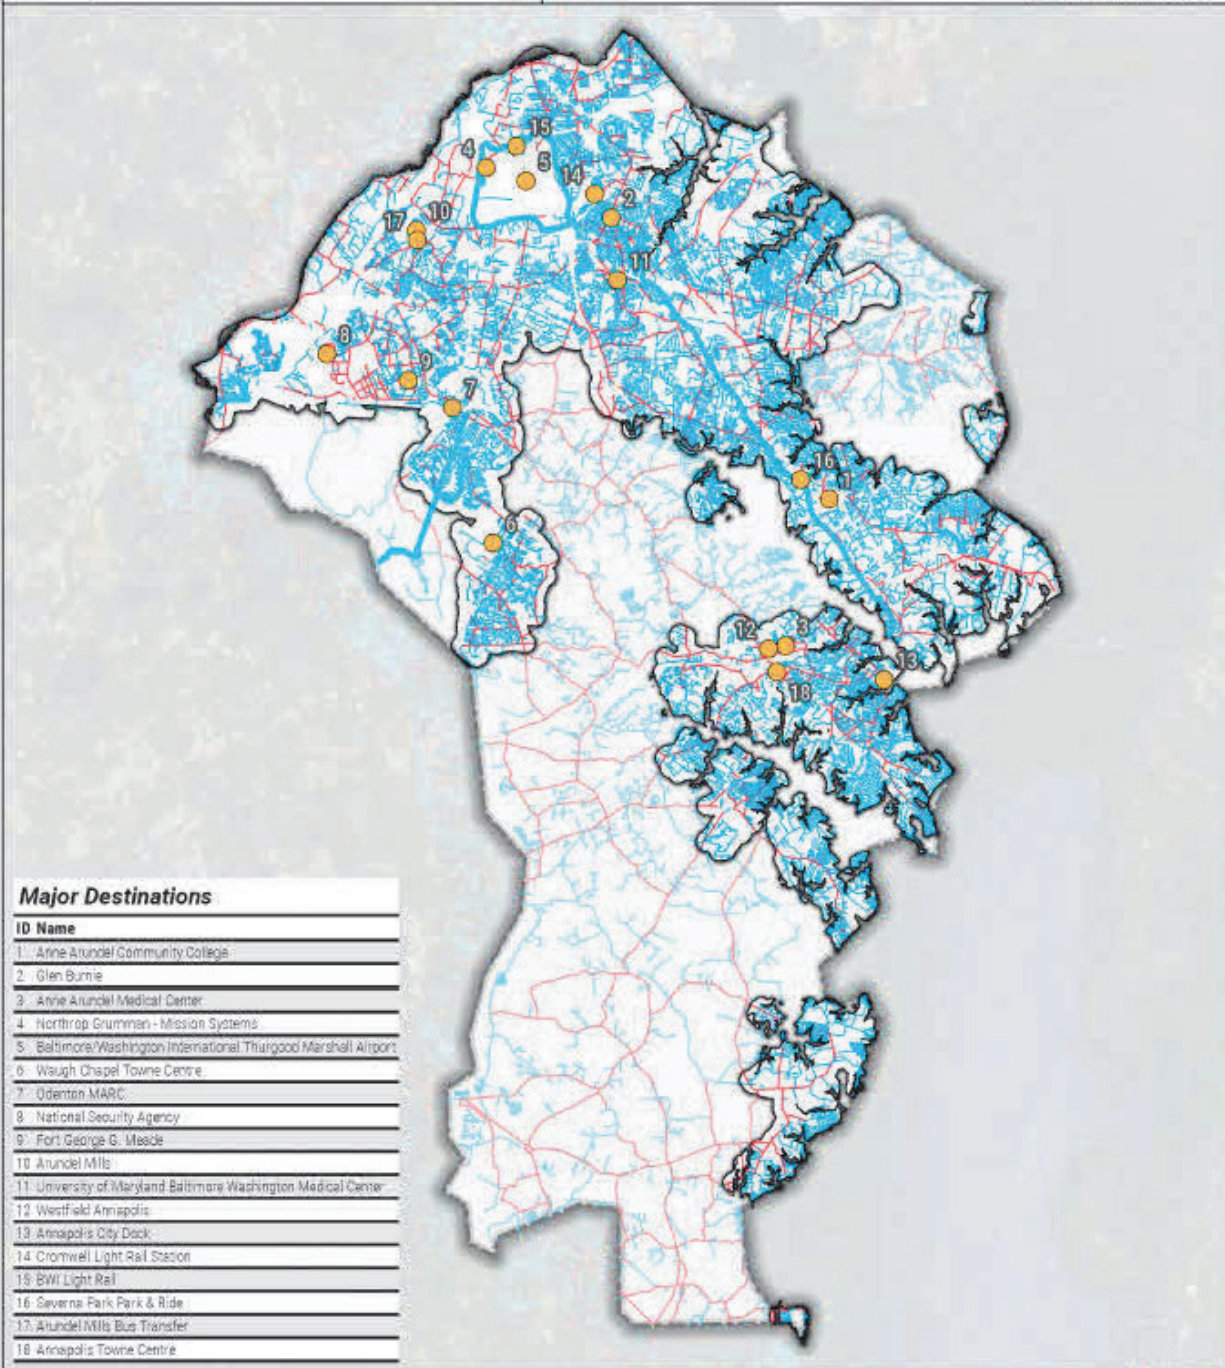 15
4
5
14
2
10
17
11
8
9
7
16
1
6
12
3
13
18
Major Destinations
ID Name
1 Anne Arundel Community College
2 Glen Burnie
3 Anne Arundel Medical Center
4 Northrop Grumman - Mission Systems
5 Baltimore/Washington International Thurgood Marshall Airport
6 Waugh Chapel Towne Centre
7 Odenton MARC
8 National Security Agency
9 Fort George G. Meade
10 Arundel Mills
11 University of Maryland Baltimore Washington Medical Center
12 Westfield Annapolis
13 Annapolis City Dock
14 Cromwell Light Rail Station
15 BWI Light Rail
16 Severna Park Park & Ride
17 Arundel Mills Bus Transfer
18 Annapolis Towne Centre